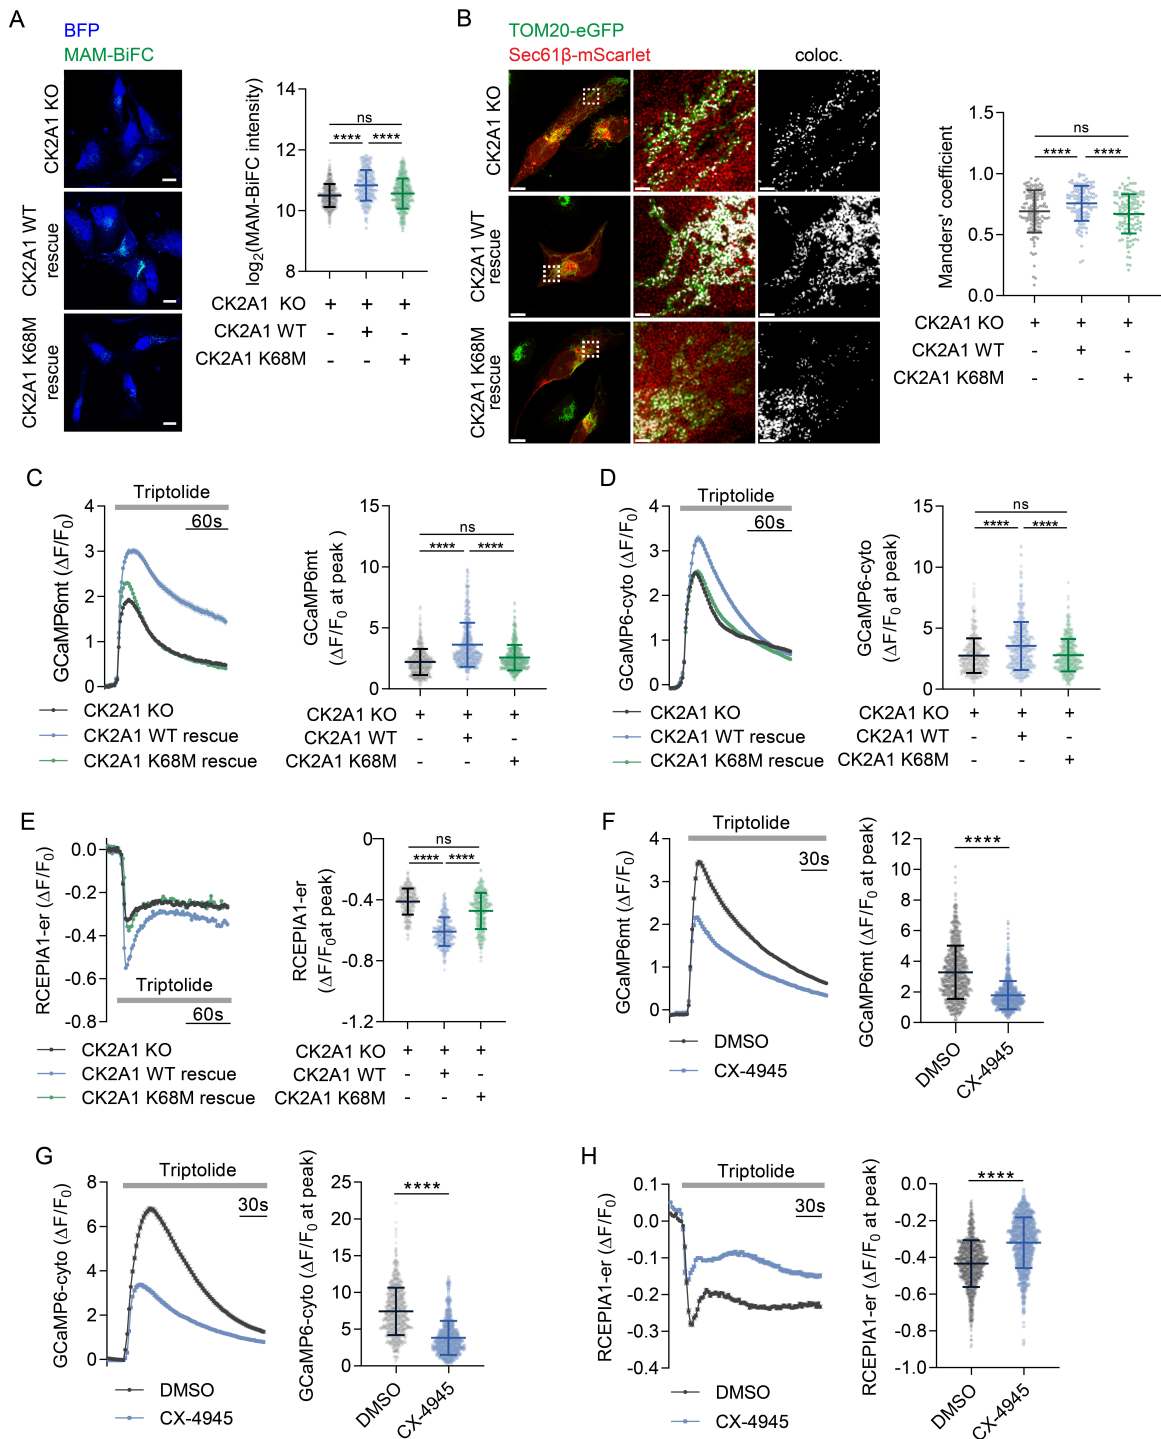 A
BFP
MAM-BiFC
CK2A1 KO
CK2A1 WT
rescue
CK2A1 K68M
rescue
log2(MAM-BiFC intensity)
14
12
10
8
ns
**** ****
CK2A1 KO + + +
CK2A1 WT - + -
CK2A1 K68M - - +
B
TOM20-eGFP
Sec61β-mScarlet
coloc.
CK2A1 KO
CK2A1 WT
rescue
CK2A1 K68M
rescue
Manders' coefficient
1.5
1.0
0.5
0.0
ns
**** ****
CK2A1 KO + + +
CK2A1 WT - + -
CK2A1 K68M - - +
C
GCaMP6mt (ΔF/F0)
4
3
2
1
0
Triptolide
60s
CK2A1 KO
CK2A1 WT rescue
CK2A1 K68M rescue
GCaMP6mt
(ΔF/F0 at peak )
15
10
5
0
ns
**** ****
CK2A1 KO + + +
CK2A1 WT - + -
CK2A1 K68M - - +
D
GCaMP6-cyto (ΔF/F0)
4
3
2
1
0
Triptolide
60s
CK2A1 KO
CK2A1 WT rescue
CK2A1 K68M rescue
GCaMP6-cyto
(ΔF/F0 at peak)
15
10
5
0
ns
**** ****
CK2A1 KO + + +
CK2A1 WT - + -
CK2A1 K68M - - +
E
RCEPIA1-er (ΔF/F0)
0.0
-0.2
-0.4
-0.6
-0.8
Triptolide
60s
CK2A1 KO
CK2A1 WT rescue
CK2A1 K68M rescue
RCEPIA1-er
(ΔF/F0at peak)
0
-0.4
-0.8
-1.2
ns
**** ****
CK2A1 KO + + +
CK2A1 WT - + -
CK2A1 K68M - - +
F
GCaMP6mt (ΔF/F0)
4
3
2
1
0
Triptolide
30s
DMSO
CX-4945
GCaMP6mt (ΔF/F0 at peak)
12
10
8
6
4
2
0
****
DMSO
CX-4945
G
GCaMP6-cyto (ΔF/F0)
8
6
4
2
0
Triptolide
30s
DMSO
CX-4945
GCaMP6-cyto (ΔF/F0 at peak)
25
20
15
10
5
0
****
DMSO
CX-4945
H
RCEPIA1-er (ΔF/F0)
0.1
0.0
-0.1
-0.2
-0.3
-0.4
Triptolide
30s
DMSO
CX-4945
RCEPIA1-er (ΔF/F0 at peak)
-0.0
-0.2
-0.4
-0.6
-0.8
-1.0
****
DMSO
CX-4945